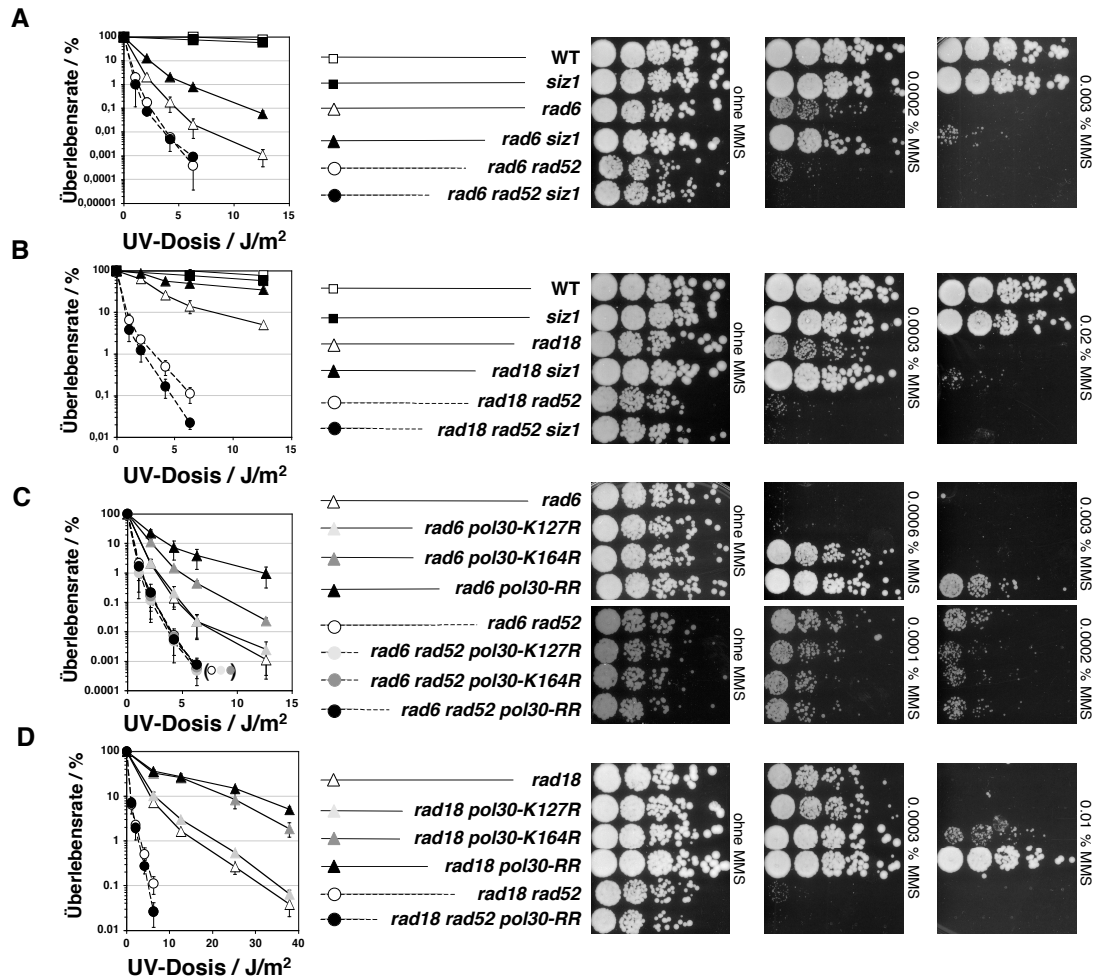 A
Überlebensrate / %
100
10
1
0,1
0,01
0,001
0,0001
0,00001
0
5
10
15
UV-Dosis / J/m2
WT
siz1
rad6
rad6 siz1
rad6 rad52
rad6 rad52 siz1
ohne MMS
0.0002 % MMS
0.003 % MMS
B
Überlebensrate / %
100
10
1
0,1
0,01
0
5
10
15
UV-Dosis / J/m2
WT
siz1
rad18
rad18 siz1
rad18 rad52
rad18 rad52 siz1
ohne MMS
0.0003 % MMS
0.02 % MMS
C
Überlebensrate / %
100
10
1
0.1
0.01
0.001
0.0001
0
5
10
15
UV-Dosis / J/m2
rad6
rad6 pol30-K127R
rad6 pol30-K164R
rad6 pol30-RR
rad6 rad52
rad6 rad52 pol30-K127R
rad6 rad52 pol30-K164R
rad6 rad52 pol30-RR
ohne MMS
0.0006 % MMS
0.003 % MMS
ohne MMS
0.0001 % MMS
0.0002 % MMS
D
Überlebensrate / %
100
10
1
0.1
0.01
0
10
20
30
40
UV-Dosis / J/m2
rad18
rad18 pol30-K127R
rad18 pol30-K164R
rad18 pol30-RR
rad18 rad52
rad18 rad52 pol30-RR
ohne MMS
0.0003 % MMS
0.01 % MMS